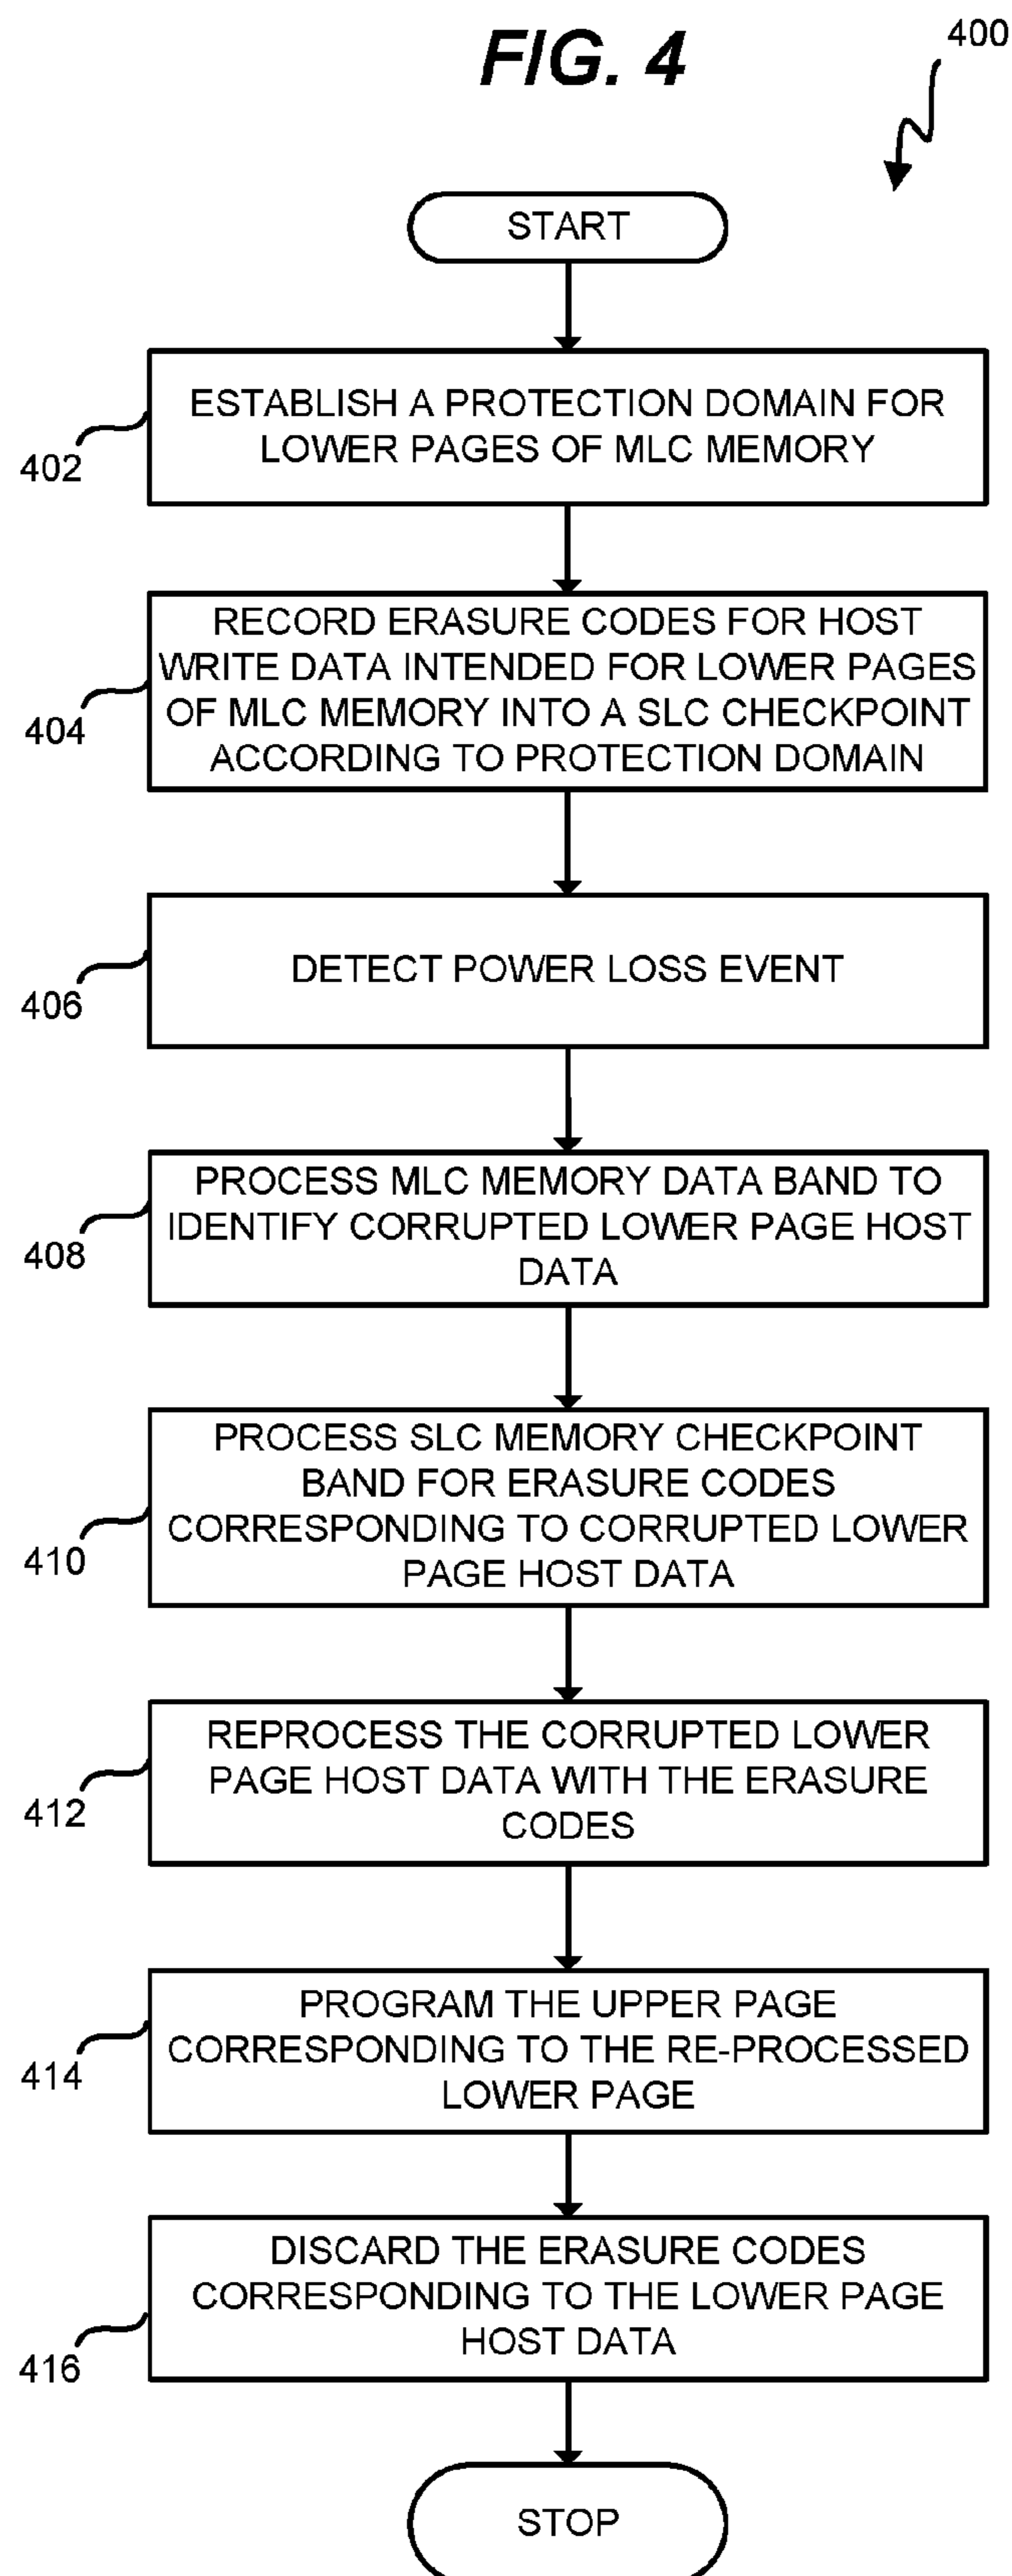 FIG. 4
400
START
ESTABLISH A PROTECTION DOMAIN FOR
LOWER PAGES OF MLC MEMORY
402
RECORD ERASURE CODES FOR HOST
WRITE DATA INTENDED FOR LOWER PAGES
OF MLC MEMORY INTO A SLC CHECKPOINT
ACCORDING TO PROTECTION DOMAIN
404
DETECT POWER LOSS EVENT
406
PROCESS MLC MEMORY DATA BAND TO
IDENTIFY CORRUPTED LOWER PAGE HOST
DATA
408
PROCESS SLC MEMORY CHECKPOINT
BAND FOR ERASURE CODES
CORRESPONDING TO CORRUPTED LOWER
PAGE HOST DATA
410
REPROCESS THE CORRUPTED LOWER
PAGE HOST DATA WITH THE ERASURE
CODES
412
PROGRAM THE UPPER PAGE
CORRESPONDING TO THE RE-PROCESSED
LOWER PAGE
414
DISCARD THE ERASURE CODES
CORRESPONDING TO THE LOWER PAGE
HOST DATA
416
STOP